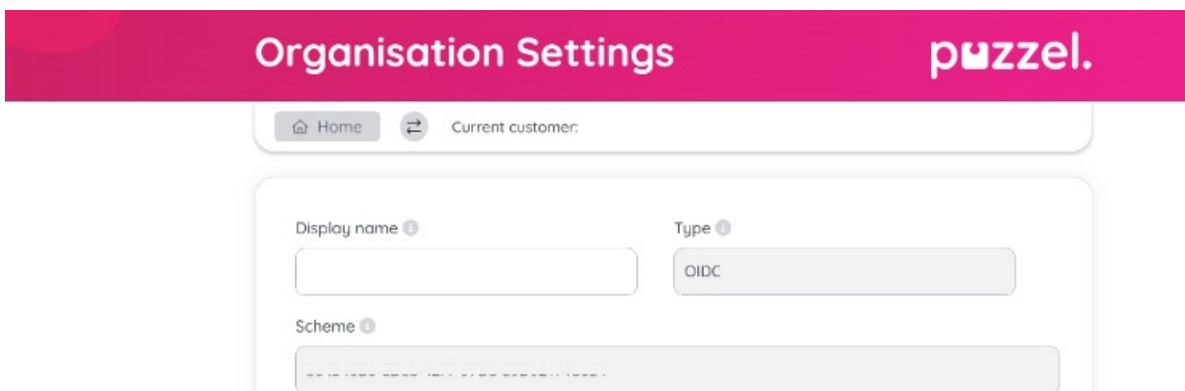 Organisation Settings
puzzel.
Home
Current customer:
Display name
Type
OIDC
Scheme